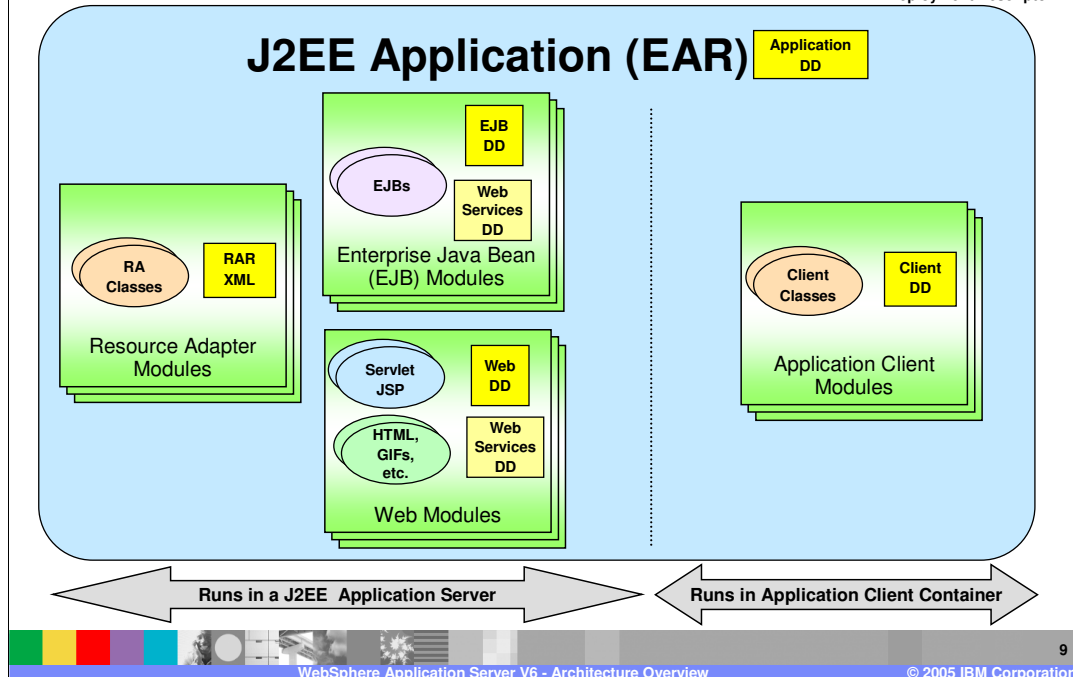 J2EE Application (EAR)
Application
DD
EJB
DD
EJBs
Web
Services
DD
Enterprise Java Bean
(EJB) Modules
RA
Classes
RAR
XML
Resource Adapter
Modules
Servlet
JSP
Web
DD
HTML,
GIFs,
etc.
Web
Services
DD
Web Modules
Client
Classes
Client
DD
Application Client
Modules
Runs in a J2EE Application Server
Runs in Application Client Container
9
WebSphere Application Server V6 - Architecture Overview
© 2005 IBM Corporation